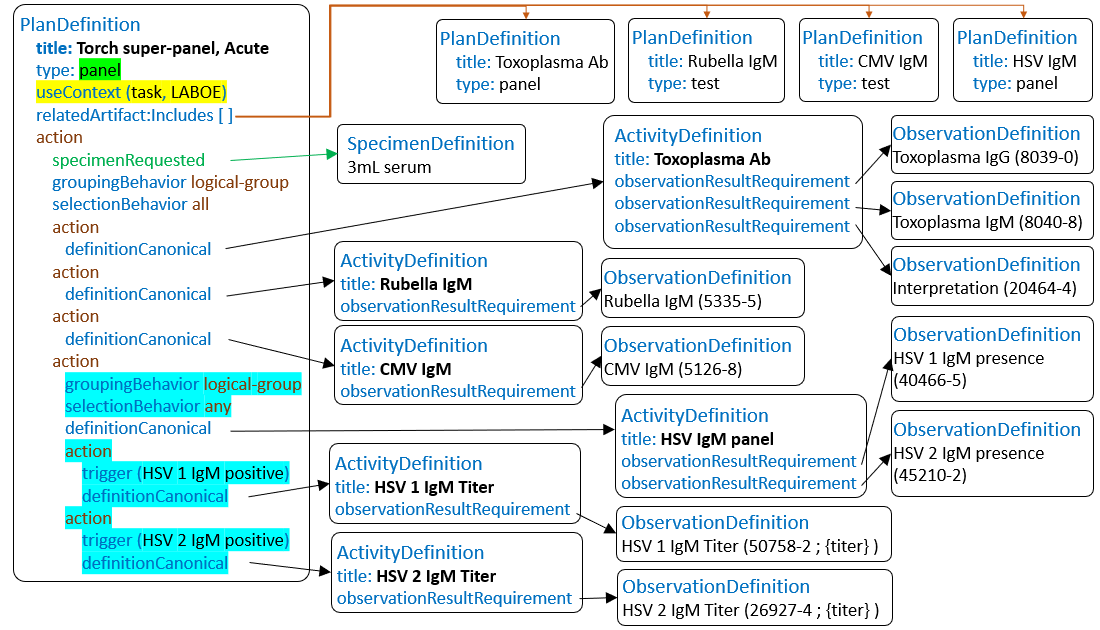 PlanDefinition
title: Torch super-panel, Acute
type: panel
useContext (task, LABOE)
relatedArtifact:Includes [ ]
action
specimenRequested
groupingBehavior logical-group
selectionBehavior all
action
definitionCanonical
action
definitionCanonical
action
definitionCanonical
action
groupingBehavior logical-group
selectionBehavior any
definitionCanonical
action
trigger (HSV 1 IgM positive)
definitionCanonical
action
trigger (HSV 2 IgM positive)
definitionCanonical
PlanDefinition
title: Toxoplasma Ab
type: panel
PlanDefinition
title: Rubella IgM
type: test
PlanDefinition
title: CMV IgM
type: test
PlanDefinition
title: HSV IgM
type: panel
SpecimenDefinition
3mL serum
ActivityDefinition
title: Toxoplasma Ab
observationResultRequirement
observationResultRequirement
observationResultRequirement
ObservationDefinition
Toxoplasma IgG (8039-0)
ObservationDefinition
Toxoplasma IgM (8040-8)
ObservationDefinition
Interpretation (20464-4)
ActivityDefinition
title: Rubella IgM
observationResultRequirement
ObservationDefinition
Rubella IgM (5335-5)
ActivityDefinition
title: CMV IgM
observationResultRequirement
ObservationDefinition
CMV IgM (5126-8)
ActivityDefinition
title: HSV IgM panel
observationResultRequirement
observationResultRequirement
ObservationDefinition
HSV 1 IgM presence
(40466-5)
ObservationDefinition
HSV 2 IgM presence
(45210-2)
ActivityDefinition
title: HSV 1 IgM Titer
observationResultRequirement
ObservationDefinition
HSV 1 IgM Titer (50758-2 ; {titer} )
ActivityDefinition
title: HSV 2 IgM Titer
observationResultRequirement
ObservationDefinition
HSV 2 IgM Titer (26927-4 ; {titer} )